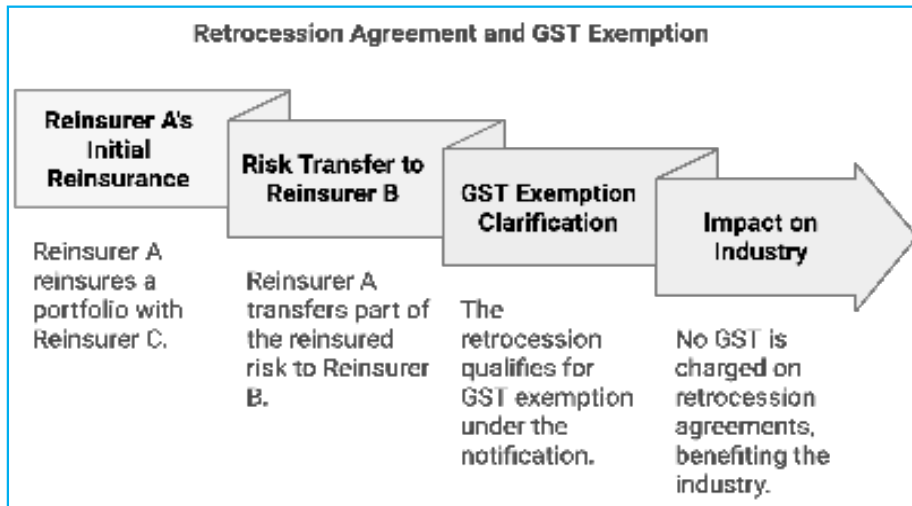 Retrocession Agreement and GST Exemption
Reinsurer A's
Initial
Reinsurance
Reinsurer A
reinsures a
portfolio with
Reinsurer C.
Risk Transfer to
Reinsurer B
Reinsurer A
transfers part of
the reinsured
risk to Reinsurer
B.
GST Exemption
Clarification
The
retrocession
qualifies for
GST exemption
under the
notification.
Impact on
Industry
No GST is
charged on
retrocession
agreements,
benefiting the
industry.